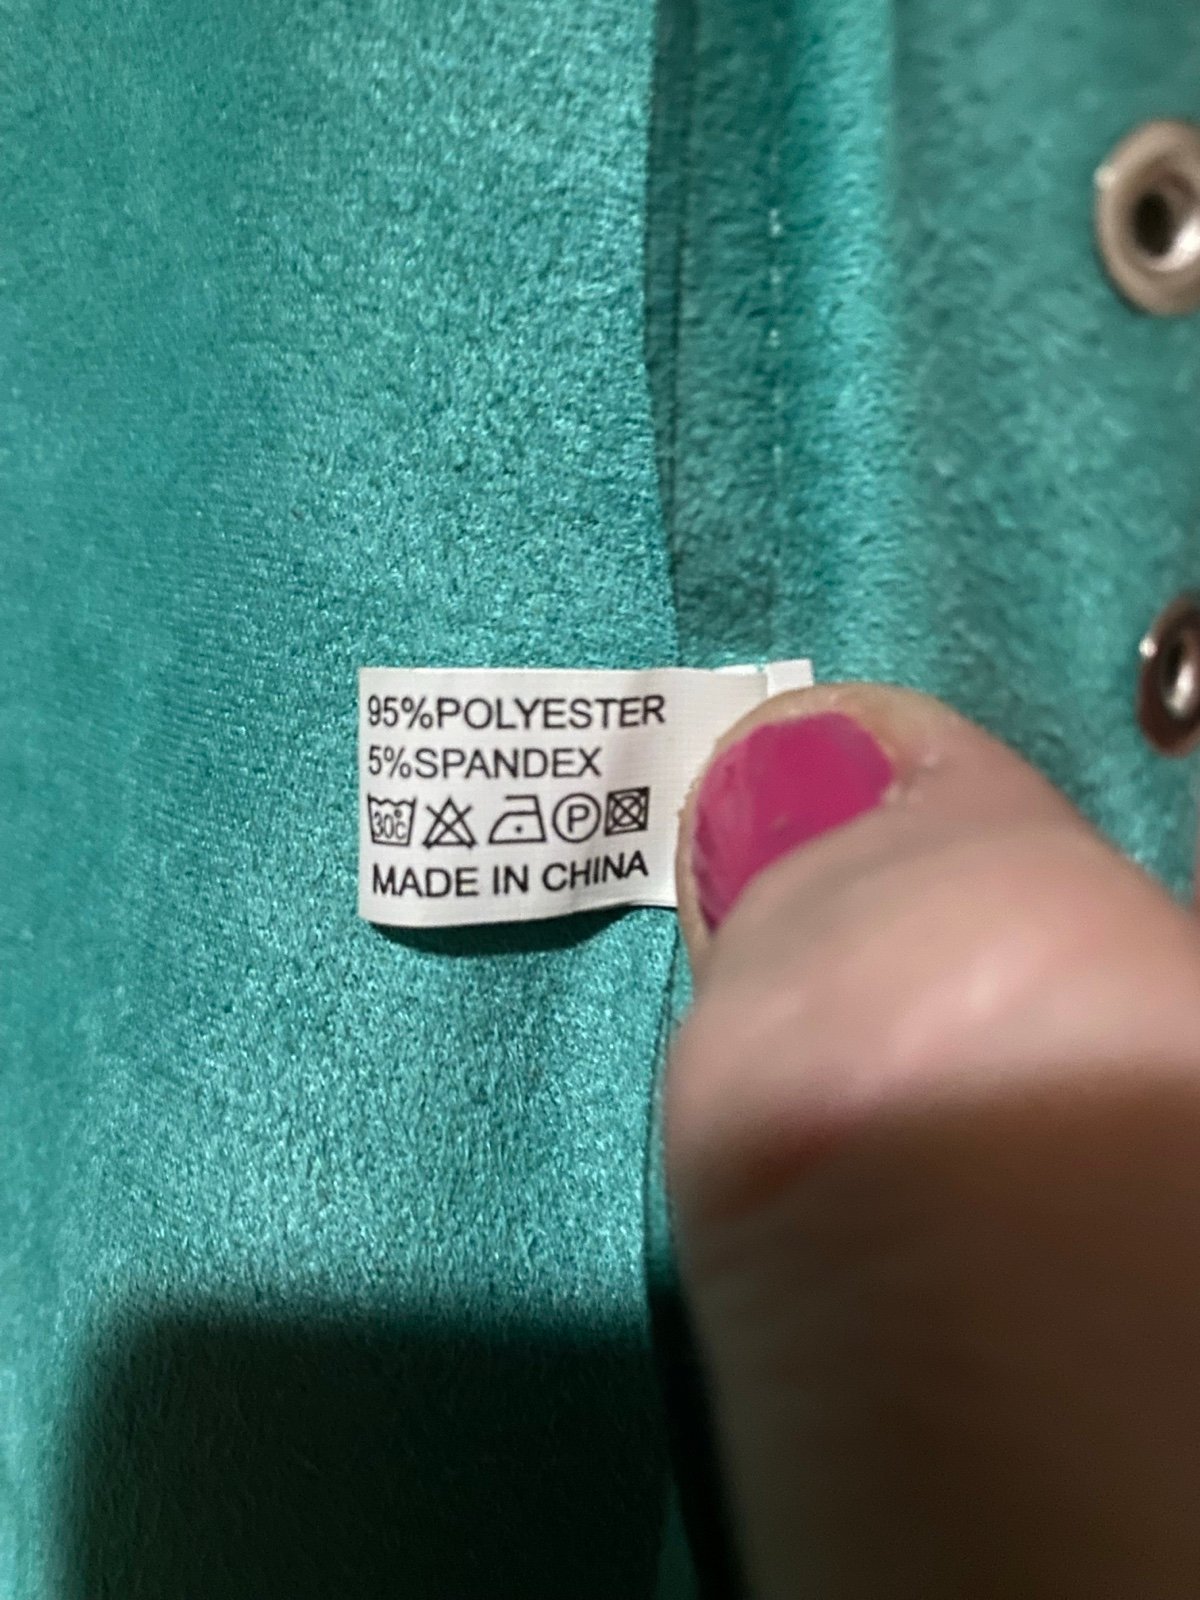 95%POLYESTER
5%SPANDEX
30℃ P
MADE IN CHINA